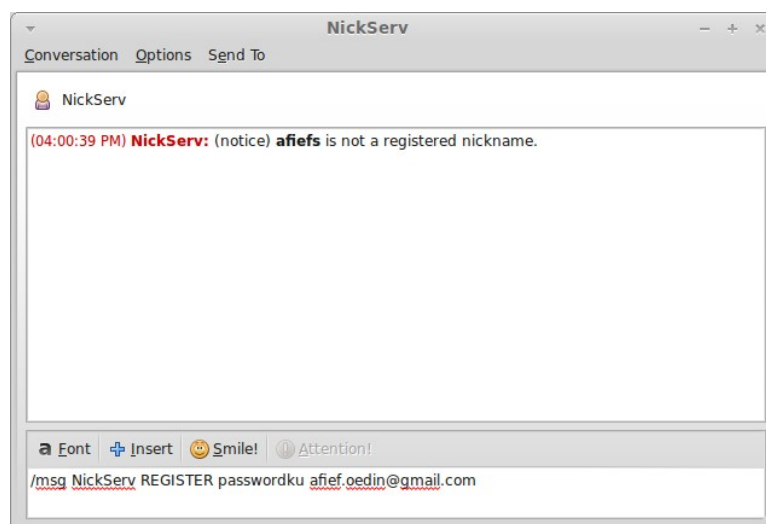 NickServ
Conversation Options Send To
NickServ
(04:00:39 PM) NickServ: (notice) afiefs is not a registered nickname.
a Font Insert Smile! Attention!
/msg NickServ REGISTER passwordku afief.oedin@gmail.com